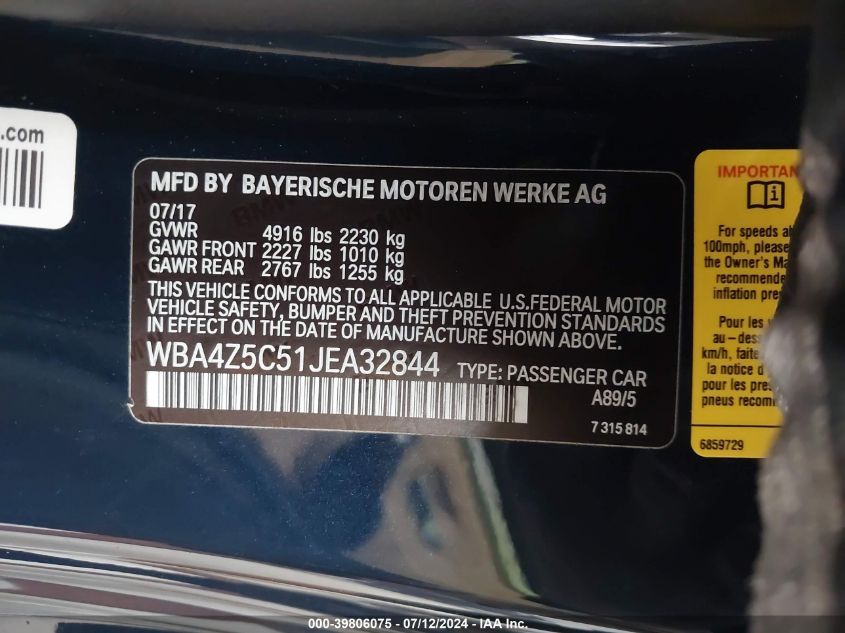 .com
MFD BY BAYERISCHE MOTOREN WERKE AG
07/17
GVWR 4916 lbs 2230 kg
GAWR FRONT 2227 lbs 1010 kg
GAWR REAR 2767 lbs 1255 kg
THIS VEHICLE CONFORMS TO ALL APPLICABLE U.S.FEDERAL MOTOR
VEHICLE SAFETY, BUMPER AND THEFT PREVENTION STANDARDS
IN EFFECT ON THE DATE OF MANUFACTURE SHOWN ABOVE.
WBA4Z5C51JEA32844 TYPE: PASSENGER CAR
A89/5
7 315 814
IMPORTAN
For speeds a
100mph, please
the Owner's Ma
recommende
inflation pre
Pour les
au-des
km/h, faite
la notice d
pour les pre
pneus recom
6859729
000-39806075 - 07/12/2024 - IAA Inc.